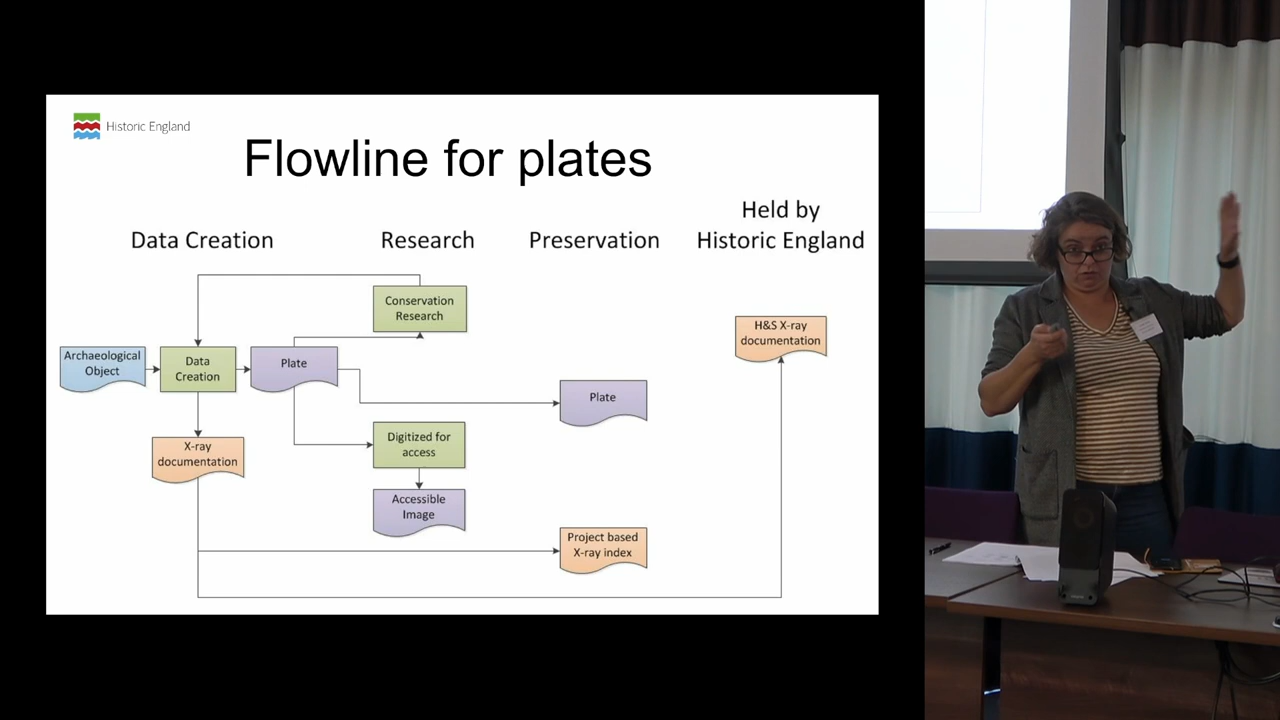 Historic England
Flowline for plates
Data Creation
Research
Preservation
Held by
Historic England
Conservation
Research
H&S X-ray
documentation
Archaeological
Object
Data
Creation
Plate
Plate
Digitized for
access
X-ray
documentation
Accessible
Image
Project based
X-ray index